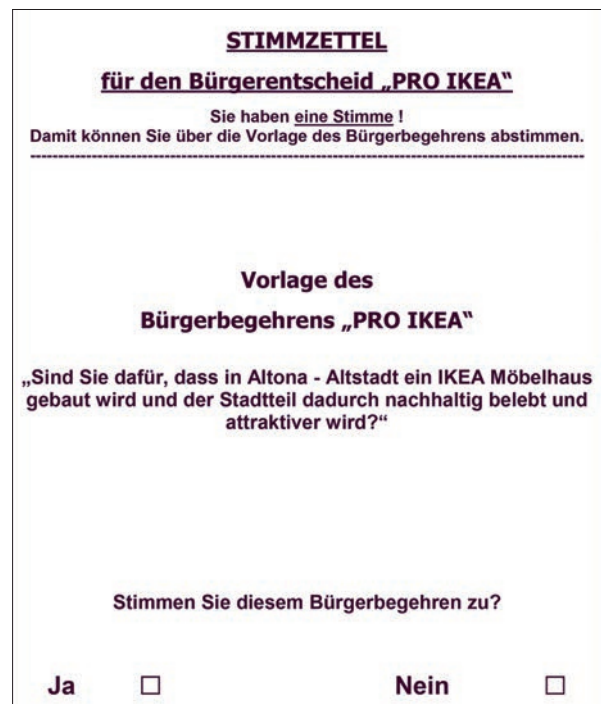 STIMMZETTEL
für den Bürgerentscheid „PRO IKEA“
Sie haben eine Stimme !
Damit können Sie über die Vorlage des Bürgerbegehrens abstimmen.
Vorlage des
Bürgerbegehrens „PRO IKEA“
„Sind Sie dafür, dass in Altona - Altstadt ein IKEA Möbelhaus
gebaut wird und der Stadtteil dadurch nachhaltig belebt und
attraktiver wird?“
Stimmen Sie diesem Bürgerbegehren zu?
Ja ☐ Nein ☐